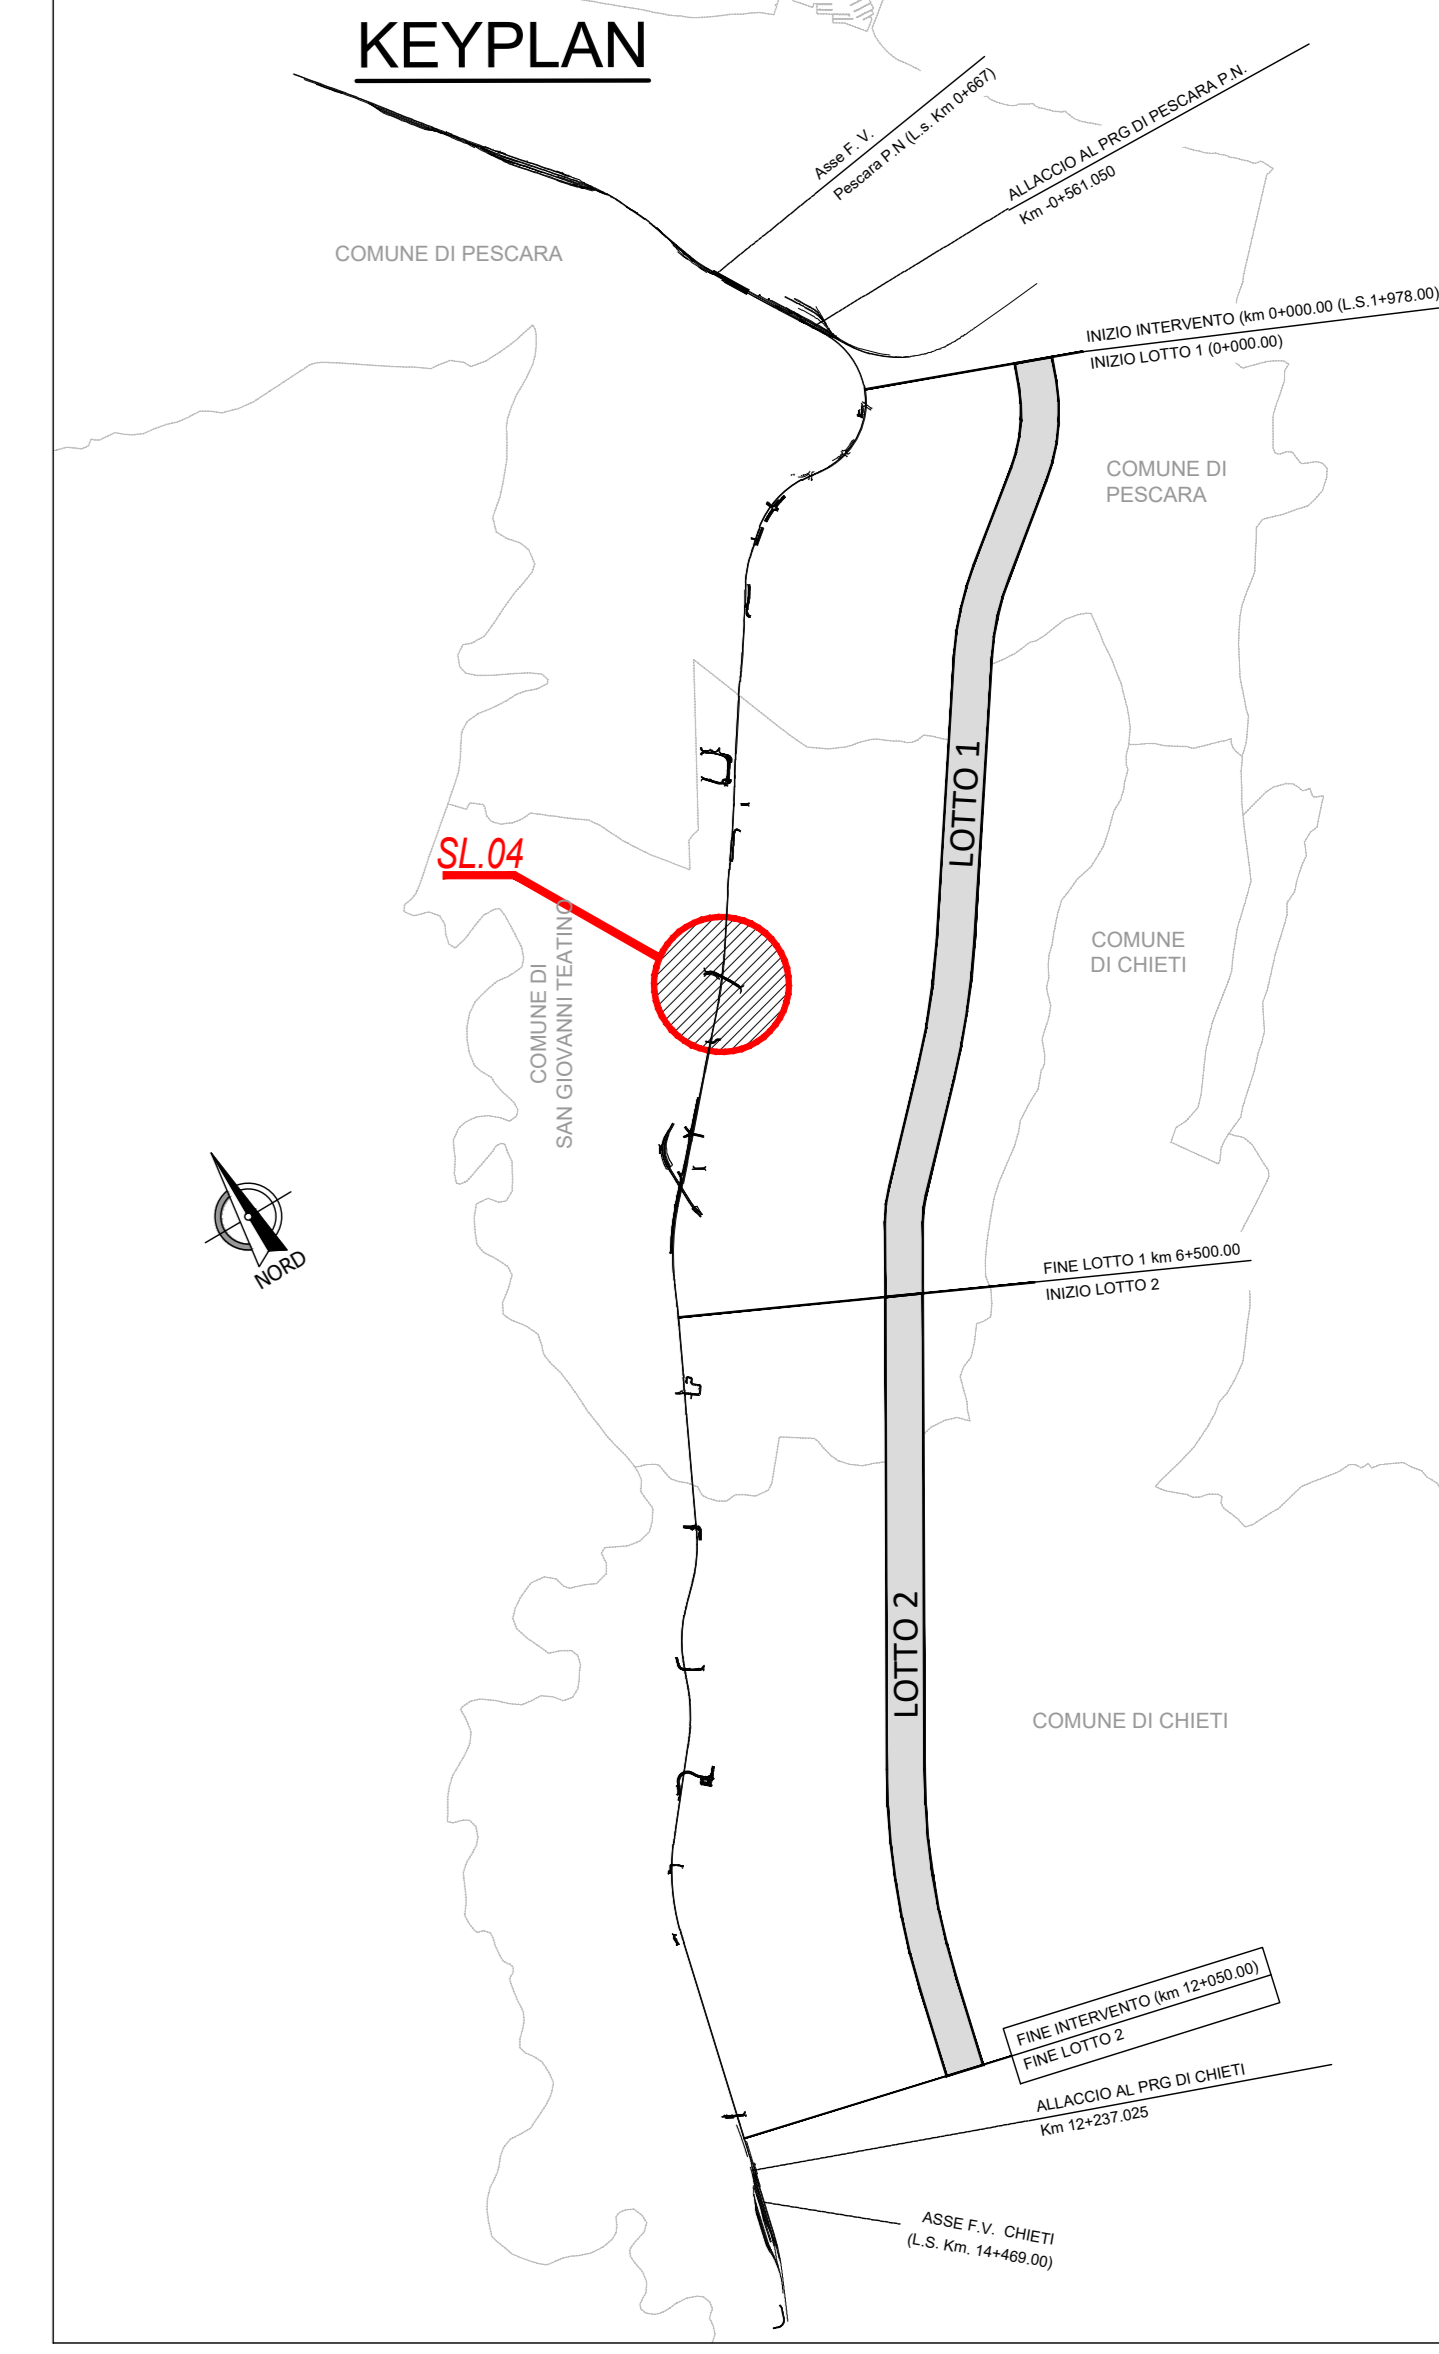 KEYPLAN
Asse F. V.
Pescara P.N (L.s. Km 0+667)
ALLACCIO AL PRG DI PESCARA P.N.
Km -0+561.050
COMUNE DI PESCARA
INIZIO INTERVENTO (km 0+000.00 (L.S.1+978.00)
INIZIO LOTTO 1 (0+000.00)
COMUNE DI
PESCARA
LOTTO 1
SL.04
COMUNE DI
SAN GIOVANNI TEATINO
COMUNE
DI CHIETI
NORD
FINE LOTTO 1 km 6+500.00
INIZIO LOTTO 2
LOTTO 2
COMUNE DI CHIETI
FINE INTERVENTO (km 12+050.00)
FINE LOTTO 2
ALLACCIO AL PRG DI CHIETI
Km 12+237.025
ASSE F.V. CHIETI
(L.S. Km. 14+469.00)